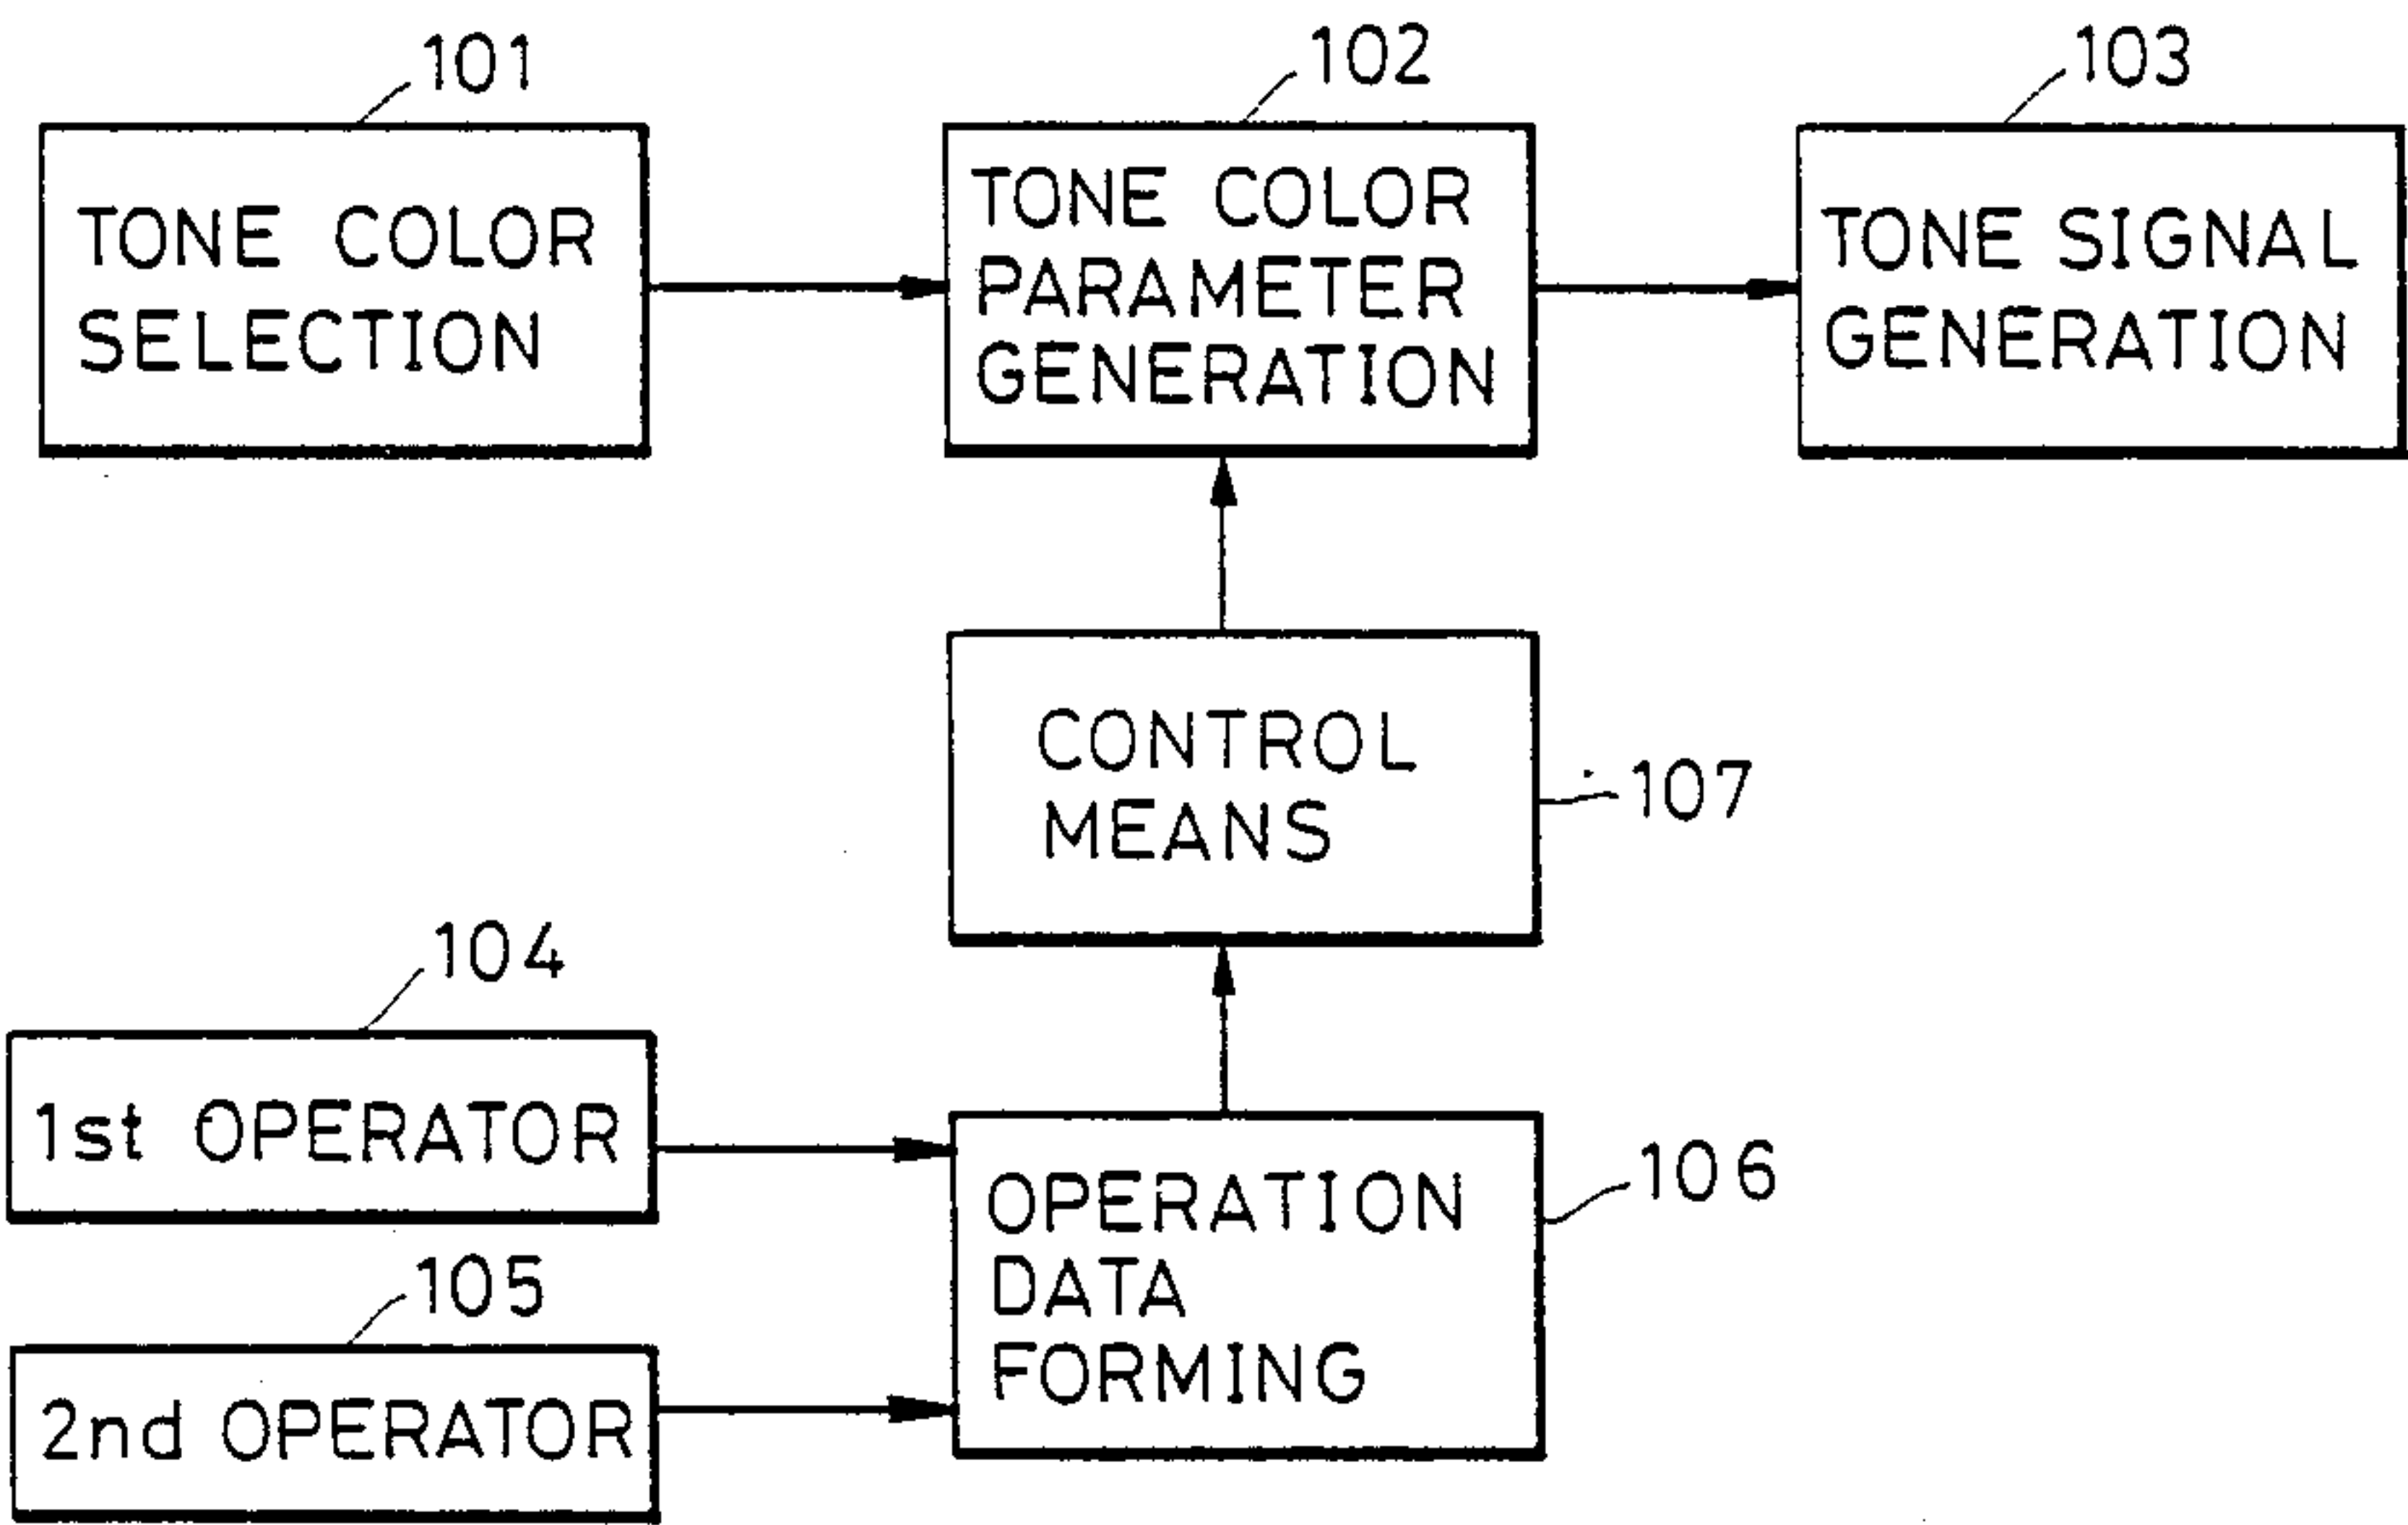 101
102
103
TONE COLOR
SELECTION
TONE COLOR
PARAMETER
GENERATION
TONE SIGNAL
GENERATION
CONTROL
MEANS
107
104
1st OPERATOR
105
2nd OPERATOR
OPERATION
DATA
FORMING
106